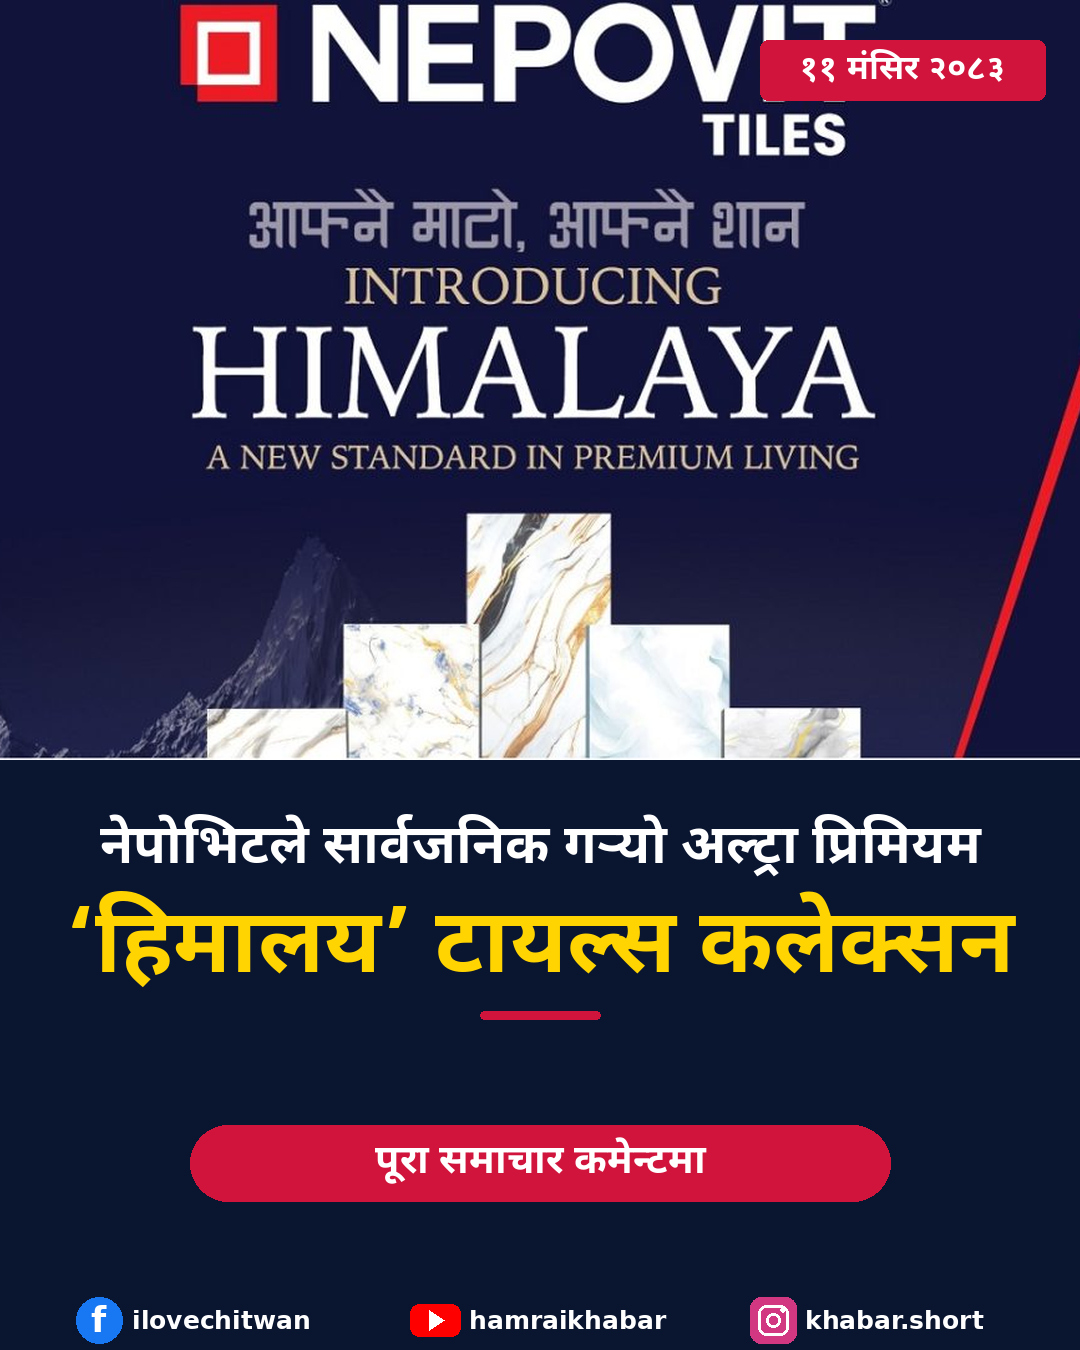 NEPOVIT
११ मंसिर २०८३
TILES
आफ्नै माटो, आफ्नै शान
INTRODUCING
HIMALAYA
A NEW STANDARD IN PREMIUM LIVING
नेपोभिटले सार्वजनिक गऱ्यो अल्ट्रा प्रिमियम
‘हिमालय’ टायल्स कलेक्सन
पूरा समाचार कमेन्टमा
ilovechitwan
hamraikhabar
khabar.short